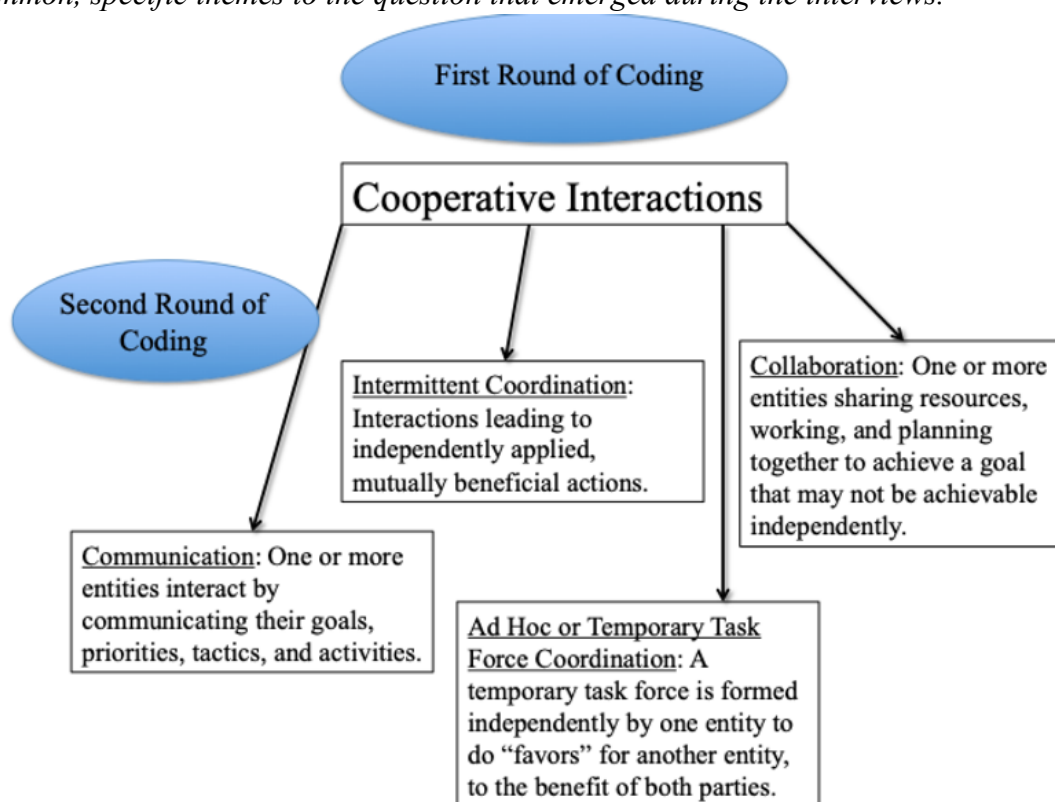 mmon, specific themes to the question that emerged during the interviews.
First Round of Coding
Cooperative Interactions
Second Round of
Coding
Intermittent Coordination:
Interactions leading to
independently applied,
mutually beneficial actions.
Collaboration: One or more
entities sharing resources,
working, and planning
together to achieve a goal
that may not be achievable
independently.
Communication: One or more
entities interact by
communicating their goals,
priorities, tactics, and activities.
Ad Hoc or Temporary Task
Force Coordination: A
temporary task force is formed
independently by one entity to
do “favors” for another entity,
to the benefit of both parties.